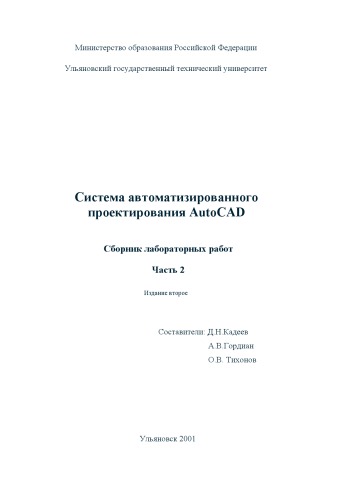 Министерство образования Российской Федерации
Ульяновский государственный технический университет
Система автоматизированного
проектирования AutoCAD
Сборник лабораторных работ
Часть 2
Издание второе
Составители: Д.Н.Кадеев
А.В.Гордиан
О.В. Тихонов
Ульяновск 2001